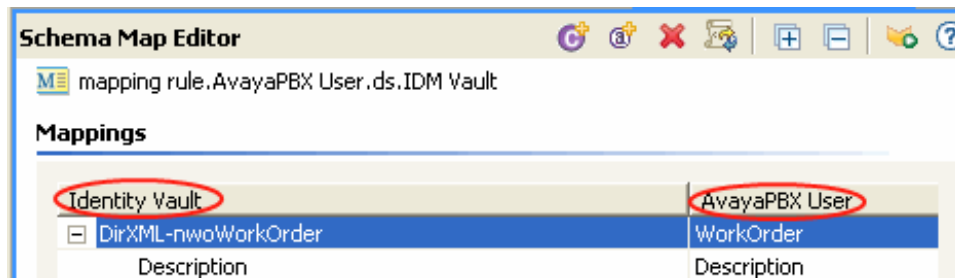 Schema Map Editor
mapping rule.AvayaPBX User.ds.IDM Vault
Mappings
Identity Vault AvayaPBX User
DirXML-nwoWorkOrder WorkOrder
Description Description